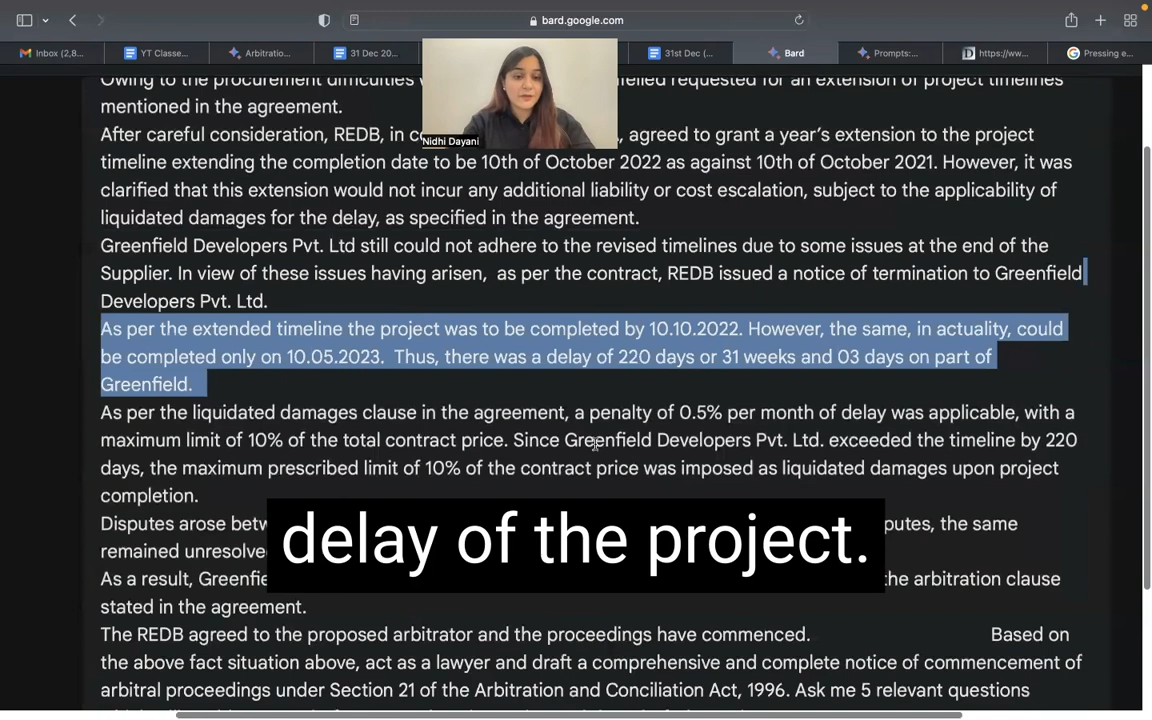 bard.google.com
Inbox (2,8...
YT Classe...
Arbitratio...
31 Dec 20...
31st Dec (...
Bard
Prompts:...
https://ww...
Pressing e...
Owing to the procurement difficulties
requested for an extension of project timelines
mentioned in the agreement.
Nidhi Dayani
After careful consideration, REDB, in
agreed to grant a year’s extension to the project
timeline extending the completion date to be 10th of October 2022 as against 10th of October 2021. However, it was
clarified that this extension would not incur any additional liability or cost escalation, subject to the applicability of
liquidated damages for the delay, as specified in the agreement.
Greenfield Developers Pvt. Ltd still could not adhere to the revised timelines due to some issues at the end of the
Supplier. In view of these issues having arisen, as per the contract, REDB issued a notice of termination to Greenfield
Developers Pvt. Ltd.
As per the extended timeline the project was to be completed by 10.10.2022. However, the same, in actuality, could
be completed only on 10.05.2023. Thus, there was a delay of 220 days or 31 weeks and 03 days on part of
Greenfield.
As per the liquidated damages clause in the agreement, a penalty of 0.5% per month of delay was applicable, with a
maximum limit of 10% of the total contract price. Since Greenfield Developers Pvt. Ltd. exceeded the timeline by 220
days, the maximum prescribed limit of 10% of the contract price was imposed as liquidated damages upon project
completion.
Disputes arose
the same
remained
delay of the project.
As a result,
the arbitration clause
stated in the agreement.
The REDB agreed to the proposed arbitrator and the proceedings have commenced. Based on
the above fact situation above, act as a lawyer and draft a comprehensive and complete notice of commencement of
arbitral proceedings under Section 21 of the Arbitration and Conciliation Act, 1996. Ask me 5 relevant questions